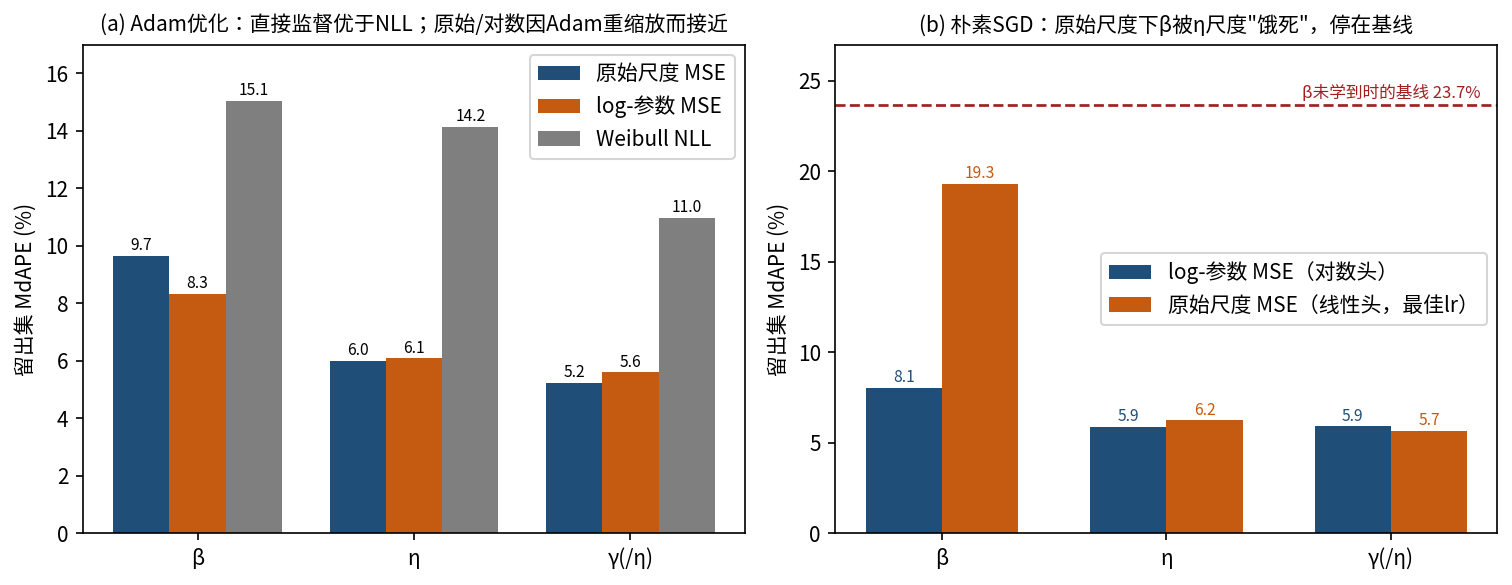 (a) Adam优化：直接监督优于NLL；原始/对数因Adam重缩放而接近
留出集 MdAPE (%)
16
14
12
10
8
6
4
2
0
原始尺度 MSE
log-参数 MSE
Weibull NLL
9.7
8.3
15.1
6.0
6.1
14.2
5.2
5.6
11.0
β
η
γ(/η)
(b) 朴素SGD：原始尺度下β被η尺度"饿死"，停在基线
留出集 MdAPE (%)
25
20
15
10
5
0
β未学到时的基线 23.7%
log-参数 MSE（对数头）
原始尺度 MSE（线性头，最佳lr）
8.1
19.3
5.9
6.2
5.9
5.7
β
η
γ(/η)